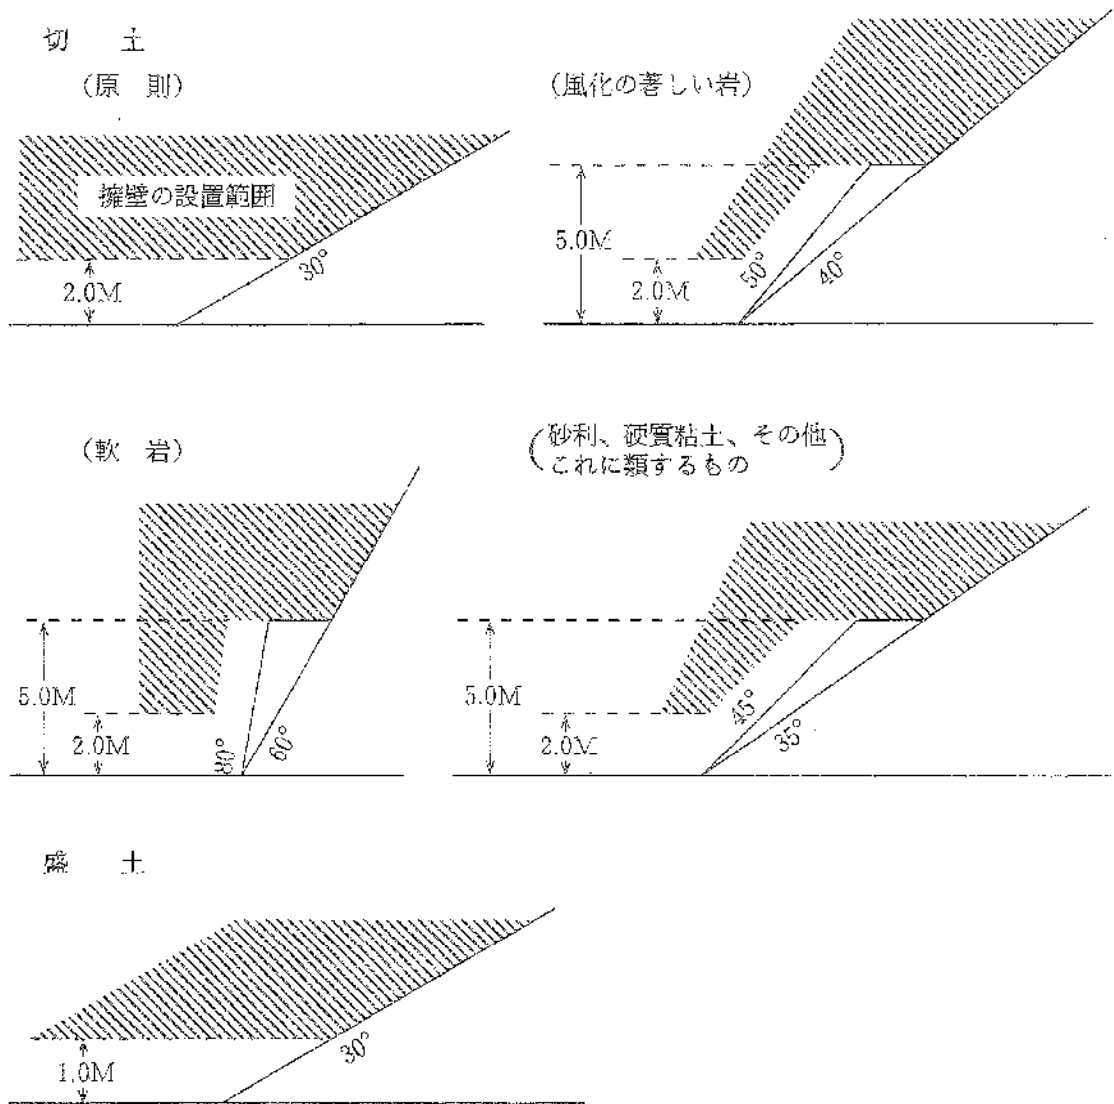 切　土
（原　則）
擁壁の設置範囲
30°
2.0M
（風化の著しい岩）
5.0M
2.0M
50°
40°
（軟　岩）
5.0M
2.0M
80°
60°
（砂利、硬質粘土、その他
これに類するもの）
5.0M
2.0M
45°
35°
盛　土
1.0M
30°